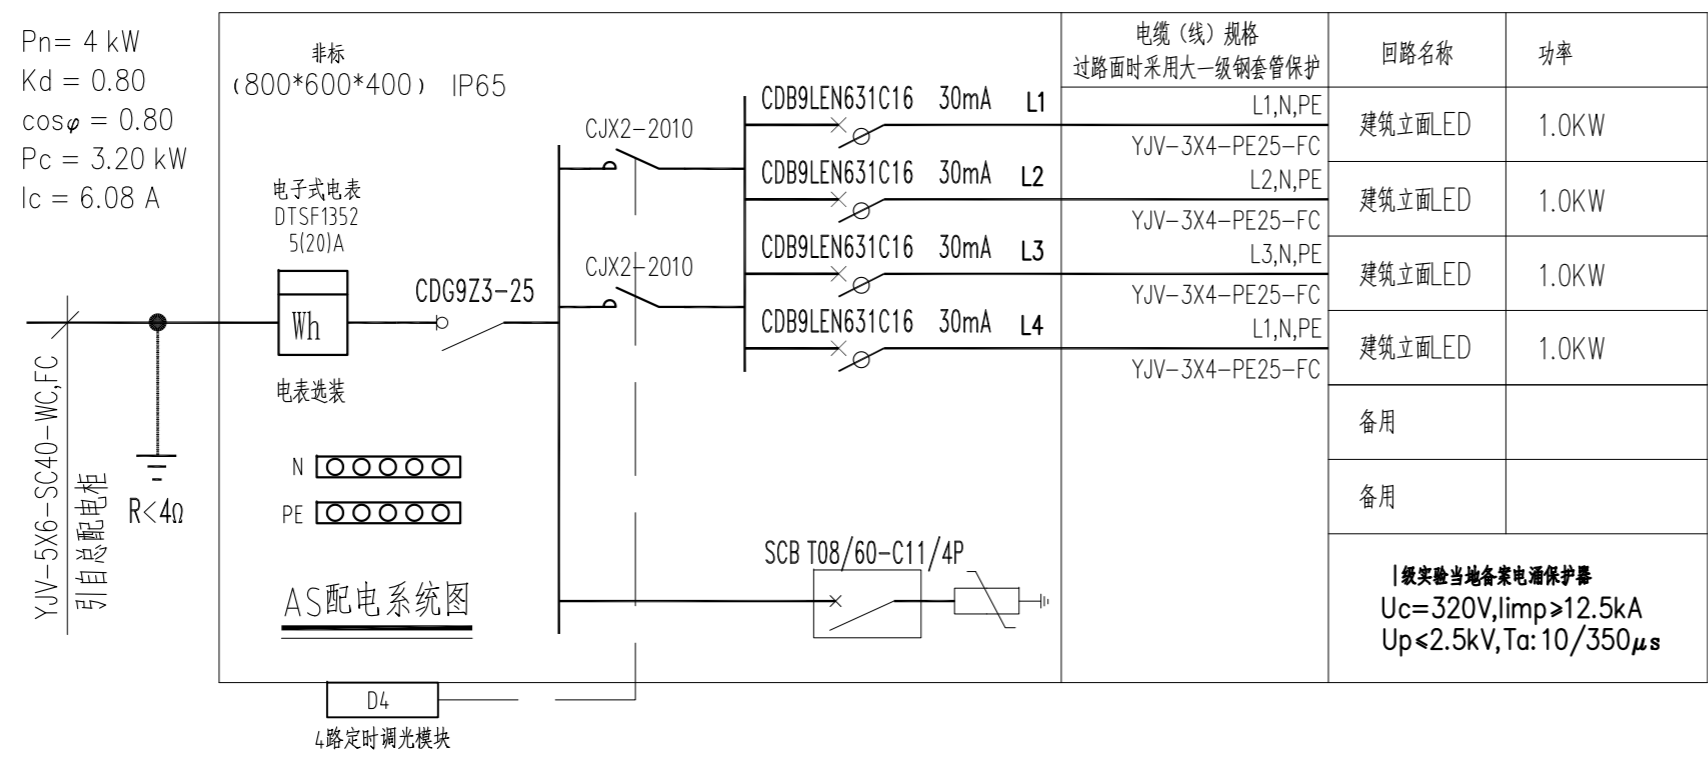 Pn= 4 kW
Kd = 0.80
cosφ = 0.80
Pc = 3.20 kW
Ic = 6.08 A
非标
(800*600*400) IP65
电子式电表
DTSF1352
5(20)A
Wh
电表选装
CDG9Z3-25
YJV-5X6-SC40-WC,FC
引自总配电柜
R<4Ω
N
PE
AS配电系统图
D4
4路定时调光模块
CJX2-2010
CJX2-2010
CDB9LEN631C16 30mA L1
CDB9LEN631C16 30mA L2
CDB9LEN631C16 30mA L3
CDB9LEN631C16 30mA L4
SCB T08/60-C11/4P
电缆（线）规格
过路面时采用大一级钢套管保护
L1,N,PE
YJV-3X4-PE25-FC
L2,N,PE
YJV-3X4-PE25-FC
L3,N,PE
YJV-3X4-PE25-FC
L1,N,PE
YJV-3X4-PE25-FC
回路名称 功率
建筑立面LED 1.0KW
建筑立面LED 1.0KW
建筑立面LED 1.0KW
建筑立面LED 1.0KW
备用
备用
I级实验当地备案电涌保护器
Uc=320V,Iimp≥12.5kA
Up≤2.5kV,Ta:10/350μs